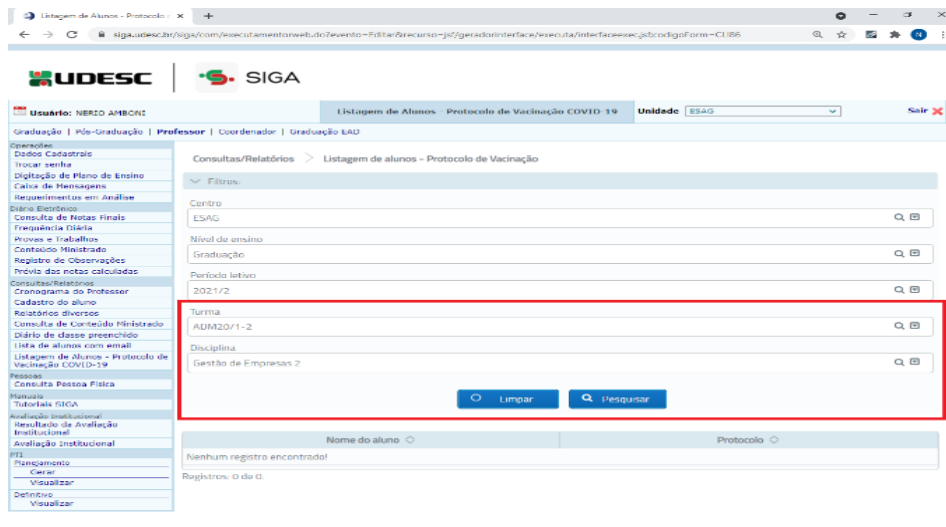 Listagem de Alunos - Protocolo
siga.udesc.br/siga/com/executamentorweb.do?evento=Editar&recurso=jsf/geradorinterface/executa/interfaceexec.jsbcodigoForm=CLI86
N
UDESC
SIGA
Usuário: NERIO AMBONI
Listagem de Alunos - Protocolo de Vacinação COVID-19
Unidade ESAG
Sair
Graduação | Pós-Graduação | Professor | Coordenador | Graduação EAD
Operações
Dados Cadastrais
Trocar senha
Digitação de Plano de Ensino
Caixa de Mensagens
Requerimentos em Análise
Diário Eletrônico
Consulta de Notas Finais
Frequência Diária
Provas e Trabalhos
Conteúdo Ministrado
Registro de Observações
Prévia das notas calculadas
Consultas/Relatórios
Cronograma do Professor
Cadastro do aluno
Relatórios diversos
Consulta de Conteúdo Ministrado
Diário de classe preenchido
Lista de alunos com email
Listagem de Alunos - Protocolo de
Vacinação COVID-19
Pessoas
Consulta Pessoa Física
Manuais
Tutoriais SIGA
Avaliação Institucional
Resultado da Avaliação
Institucional
Avaliação Institucional
PTI
Planejamento
Gerar
Visualizar
Definitivo
Visualizar
Consultas/Relatórios > Listagem de alunos - Protocolo de Vacinação
Filtros:
Centro
ESAG
Nível de ensino
Graduação
Período letivo
2021/2
Turma
ADM20/1-2
Disciplina
Gestão de Empresas 2
Limpar
Pesquisar
Nome do aluno
Protocolo
Nenhum registro encontrado!
Registros: 0 de 0.